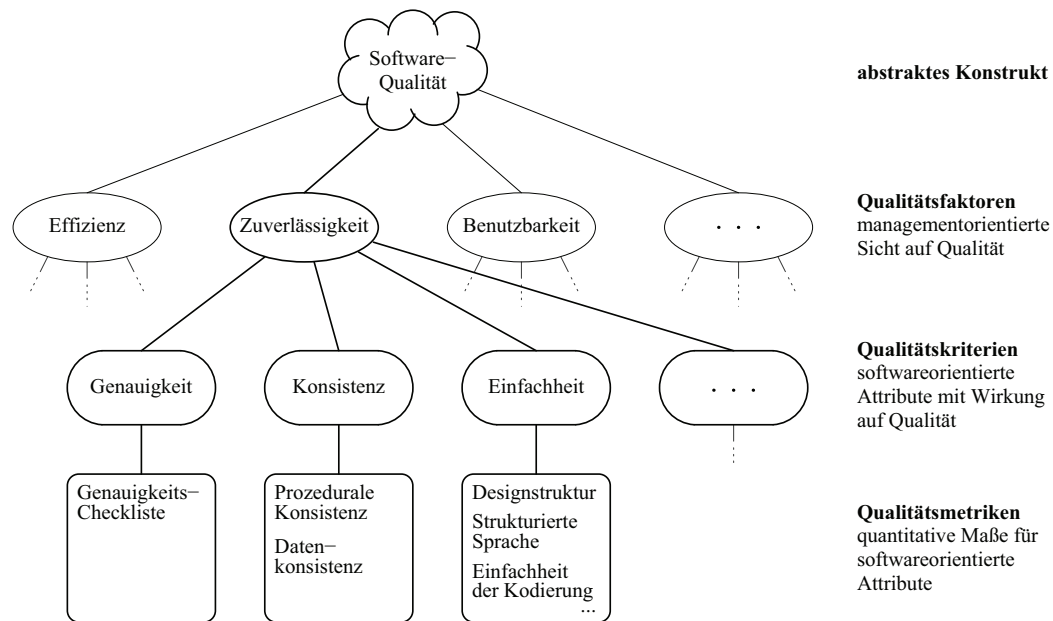 Software−
Qualität
abstraktes Konstrukt
Effizienz
Zuverlässigkeit
Benutzbarkeit
. . .
Qualitätsfaktoren
managementorientierte
Sicht auf Qualität
Genauigkeit
Konsistenz
Einfachheit
. . .
Qualitätskriterien
softwareorientierte
Attribute mit Wirkung
auf Qualität
Genauigkeits−
Checkliste
Prozedurale
Konsistenz
Daten−
konsistenz
Designstruktur
Strukturierte
Sprache
Einfachheit
der Kodierung
...
Qualitätsmetriken
quantitative Maße für
softwareorientierte
Attribute